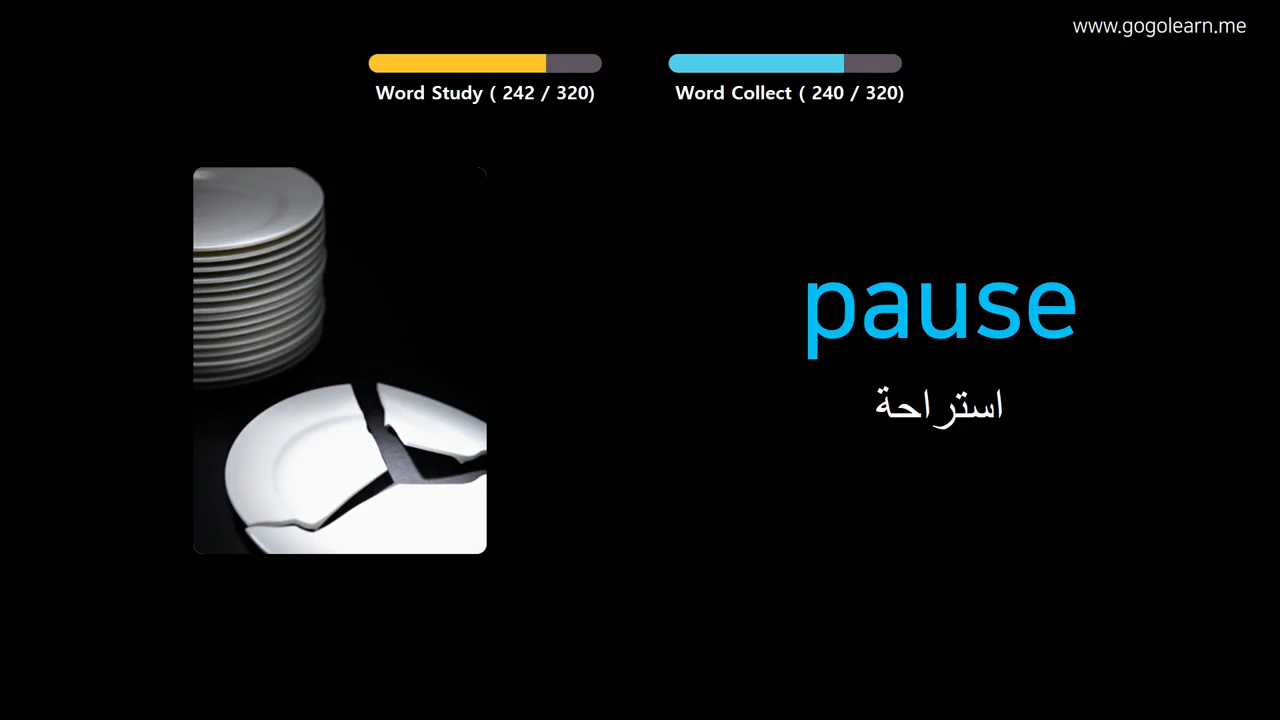 www.gogolearn.me
Word Study ( 242 / 320)
Word Collect ( 240 / 320)
pause
استراحة